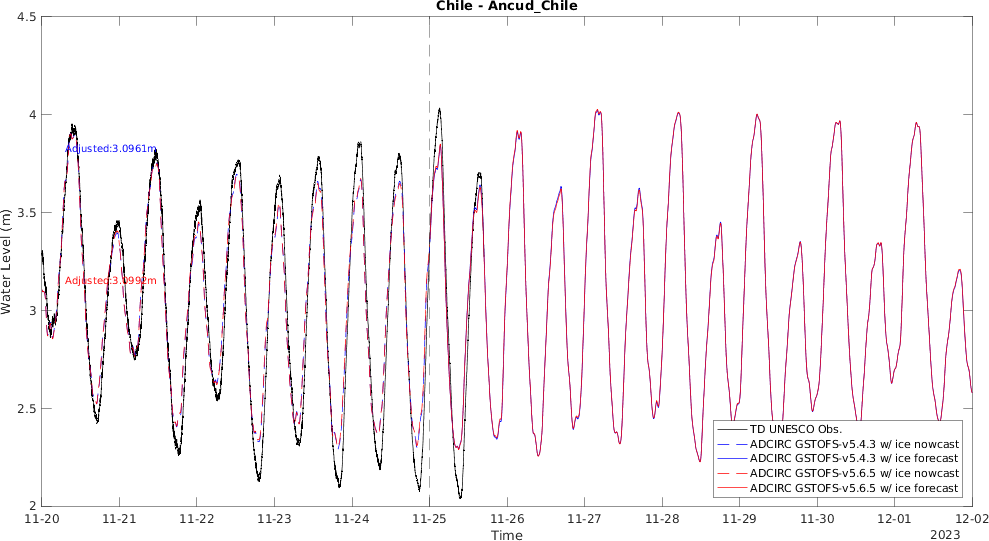 Chile - Ancud_Chile
4.5
4
3.5
3
2.5
2
Water Level (m)
Adjusted:3.0961m
Adjusted:3.0992m
TD UNESCO Obs.
ADCIRC GSTOFS-v5.4.3 w/ ice nowcast
ADCIRC GSTOFS-v5.4.3 w/ ice forecast
ADCIRC GSTOFS-v5.6.5 w/ ice nowcast
ADCIRC GSTOFS-v5.6.5 w/ ice forecast
11-20 11-21 11-22 11-23 11-24 11-25 11-26 11-27 11-28 11-29 11-30 12-01 12-02
Time
2023